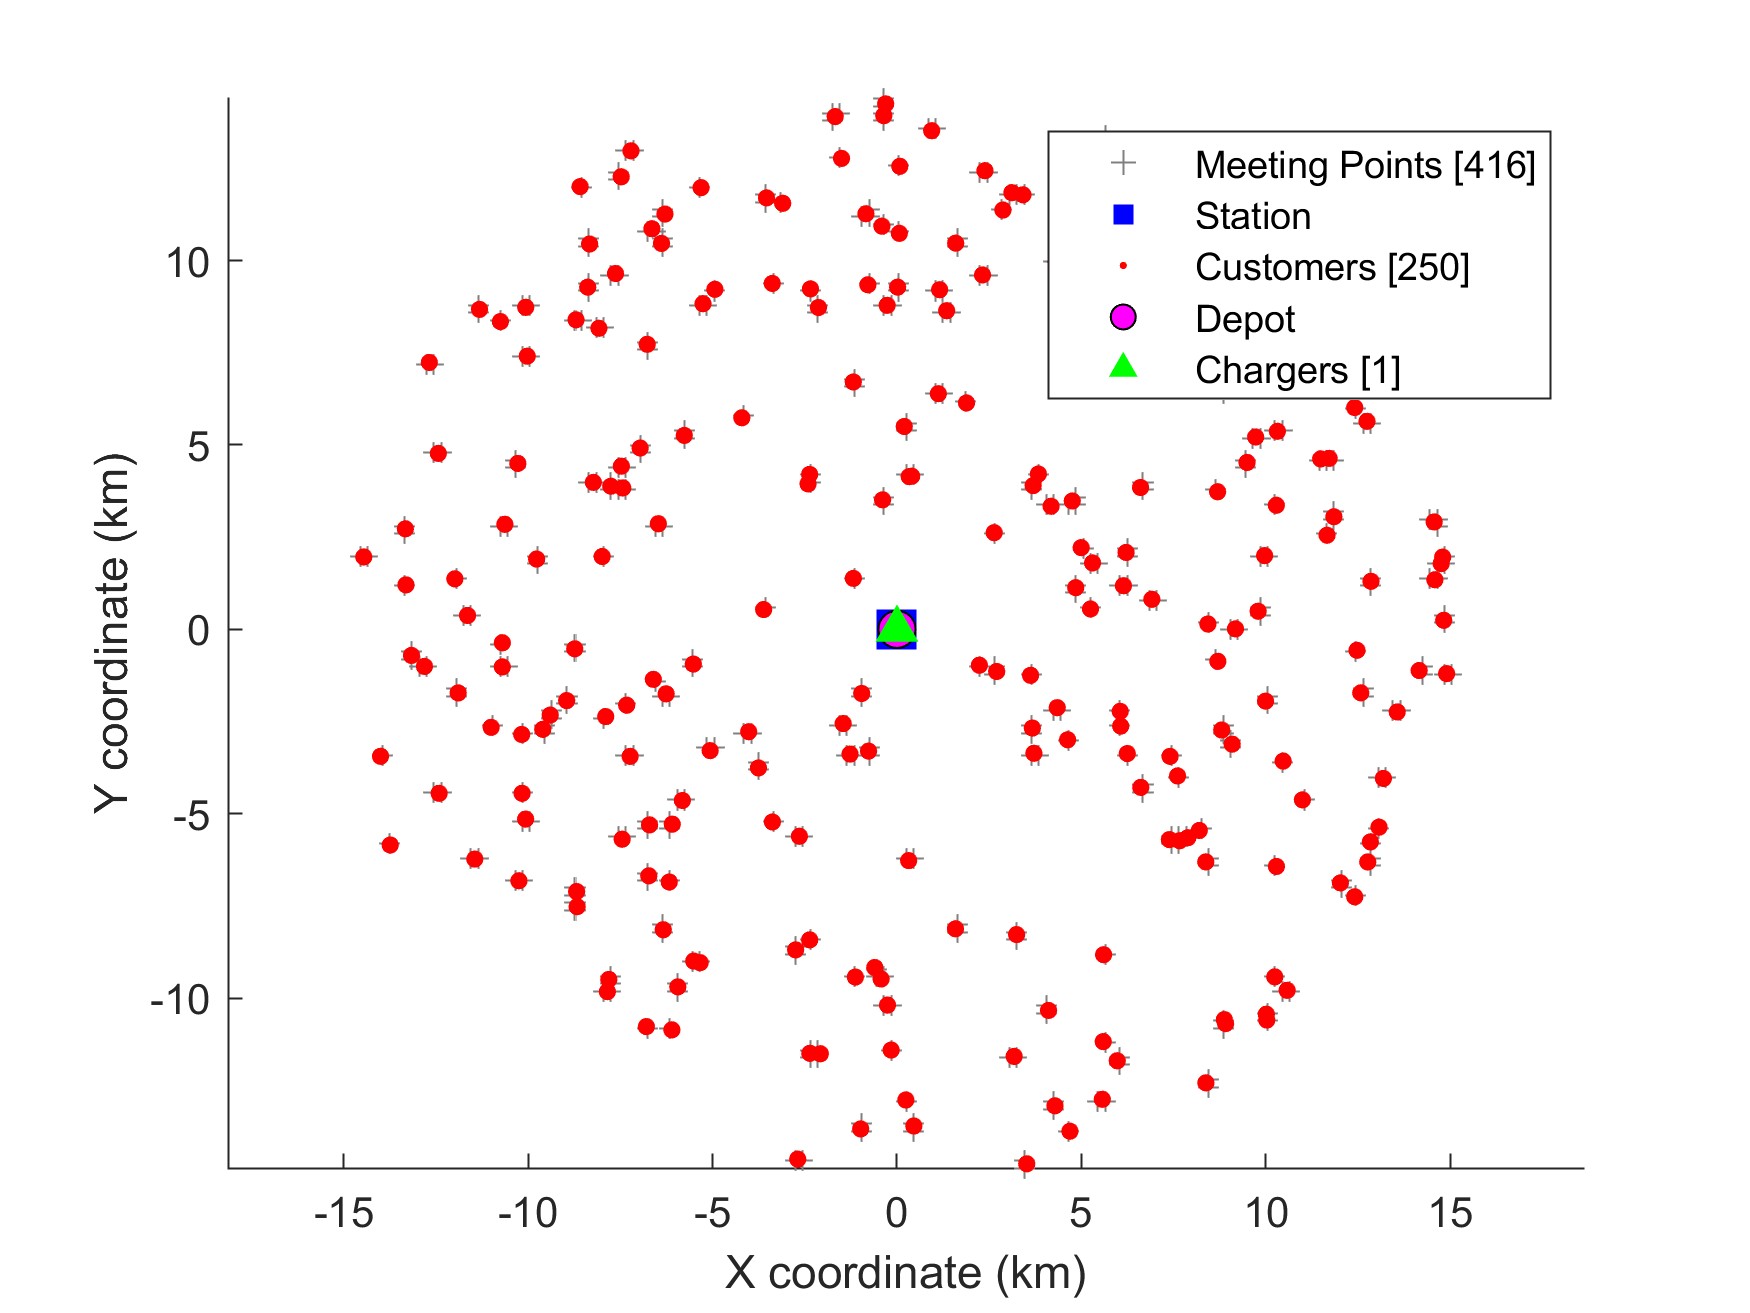 Meeting Points [416]
Station
Customers [250]
Depot
Chargers [1]
10
5
0
-5
-10
Y coordinate (km)
-15 -10 -5 0 5 10 15
X coordinate (km)